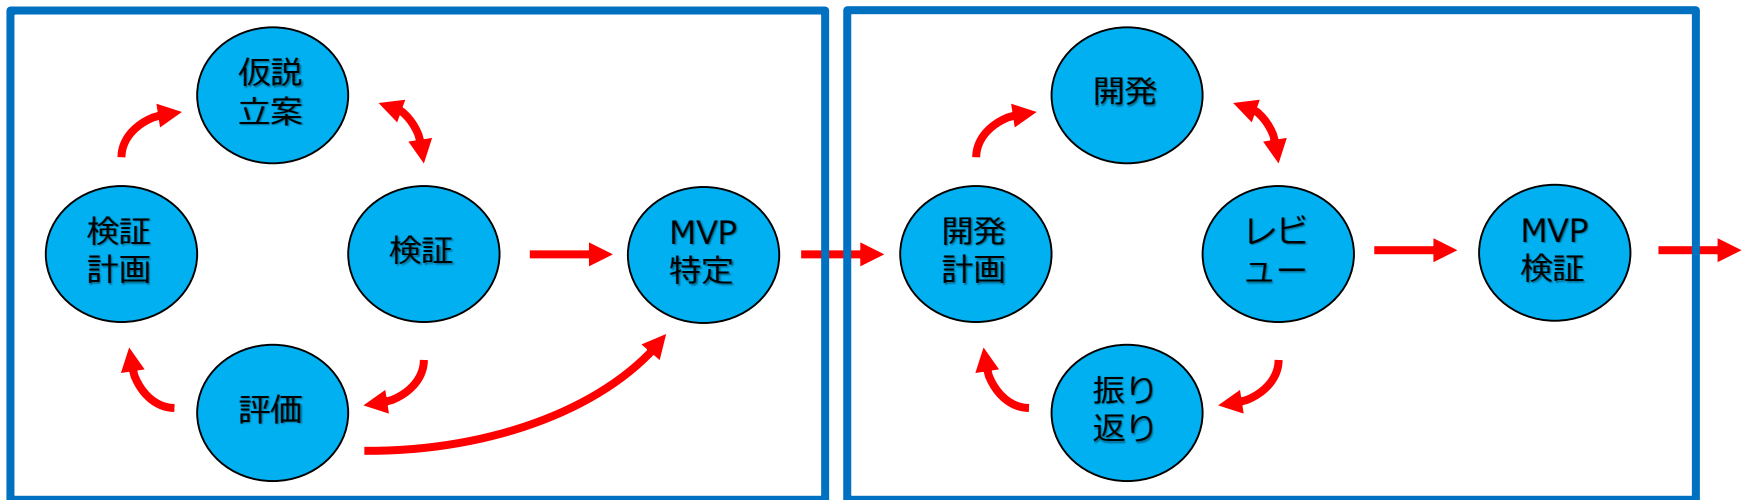 仮説
立案
検証
計画
検証
MVP
特定
評価
開発
開発
計画
レビ
ュー
MVP
検証
振り
返り